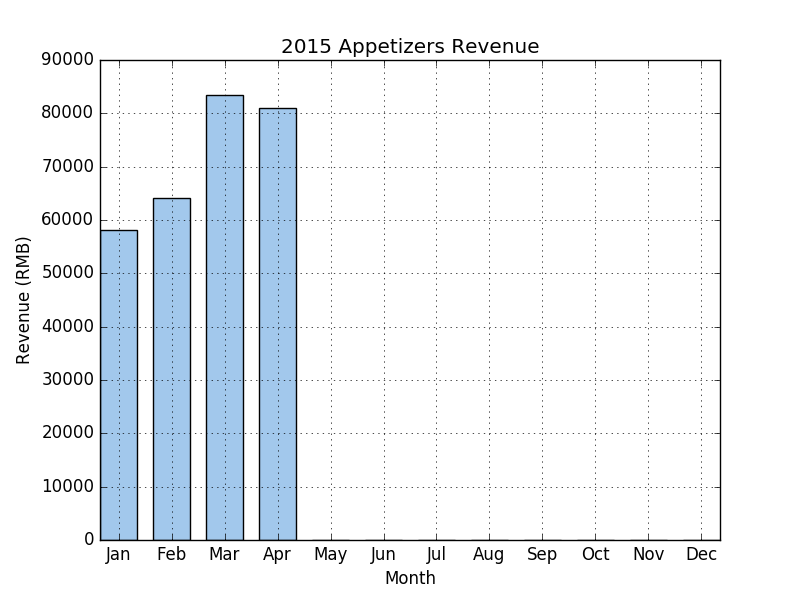 2015 Appetizers Revenue
90000
80000
70000
60000
50000
40000
30000
20000
10000
0
Revenue (RMB)
Jan Feb Mar Apr May Jun Jul Aug Sep Oct Nov Dec
Month